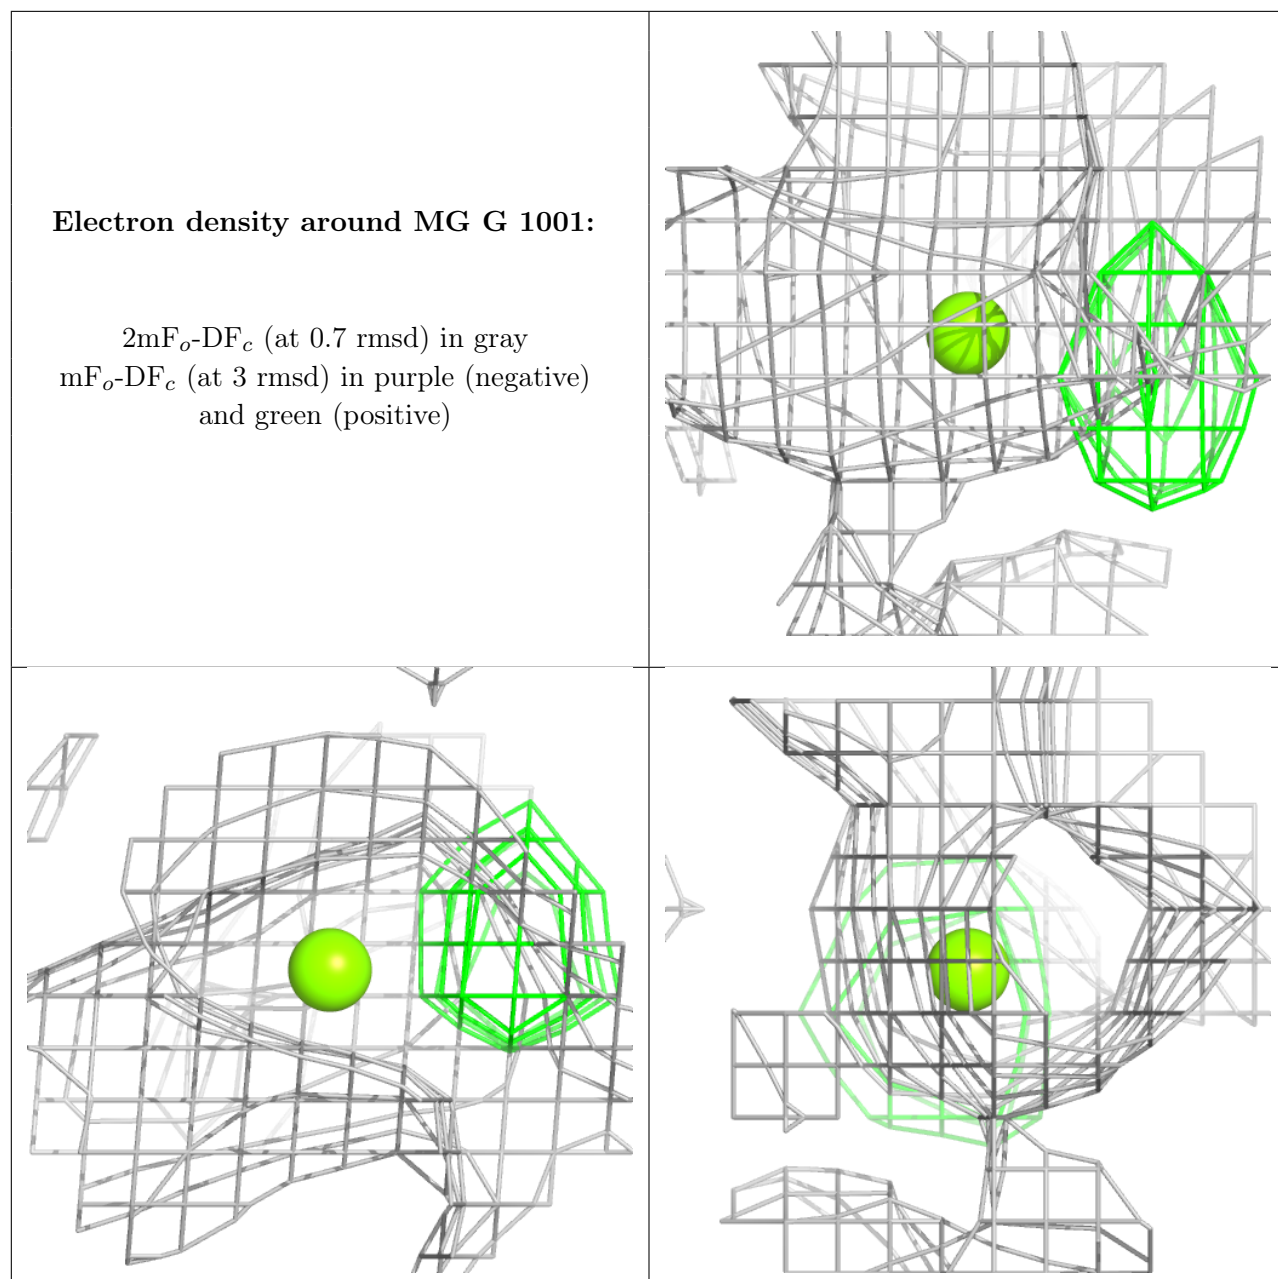 Electron density around MG G 1001:
2mFo-DFc (at 0.7 rmsd) in gray
mFo-DFc (at 3 rmsd) in purple (negative)
and green (positive)